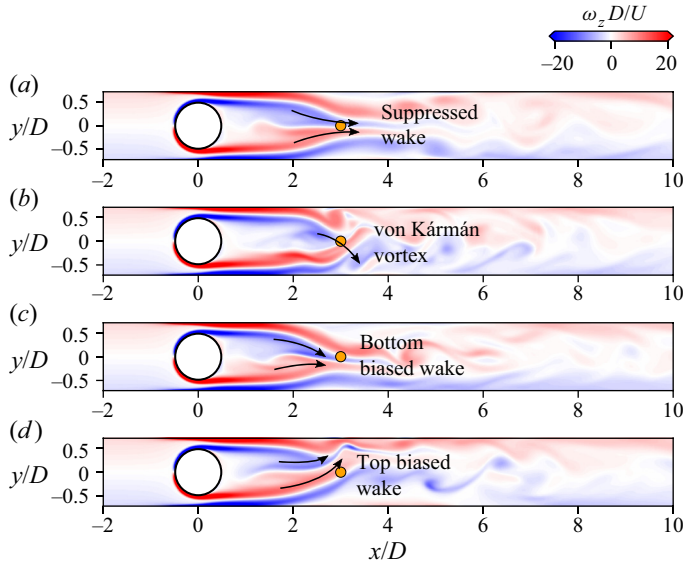 ω_z D/U
−20 0 20
(a)
0.5
y/D 0
−0.5
Suppressed
wake
−2 0 2 4 6 8 10
(b)
0.5
y/D 0
−0.5
von Kármán
vortex
−2 0 2 4 6 8 10
(c)
0.5
y/D 0
−0.5
Bottom
biased wake
−2 0 2 4 6 8 10
(d)
0.5
y/D 0
−0.5
Top biased
wake
−2 0 2 4 6 8 10
x/D